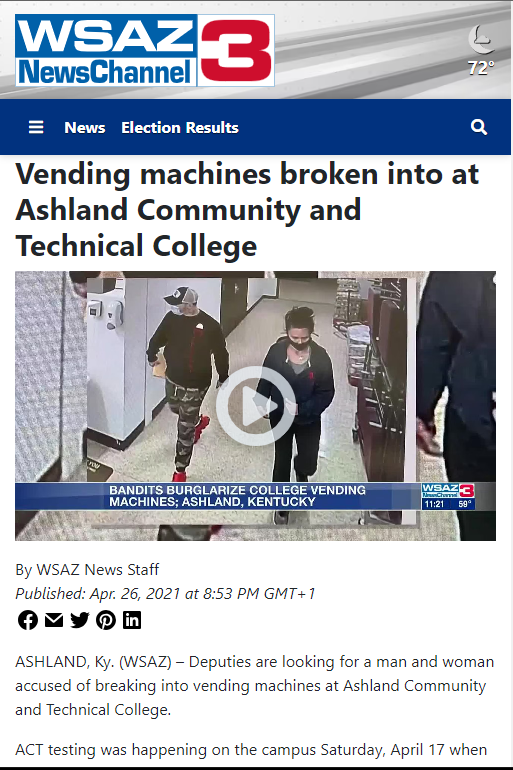 WSAZ
NewsChannel 3
72°
News Election Results
Vending machines broken into at
Ashland Community and
Technical College
YOU
BANDITS BURGLARIZE COLLEGE VENDING
MACHINES; ASHLAND, KENTUCKY
WSAZ 3
NewsChannel
11:21 59°
By WSAZ News Staff
Published: Apr. 26, 2021 at 8:53 PM GMT+1
ASHLAND, Ky. (WSAZ) – Deputies are looking for a man and woman
accused of breaking into vending machines at Ashland Community
and Technical College.
ACT testing was happening on the campus Saturday, April 17 when